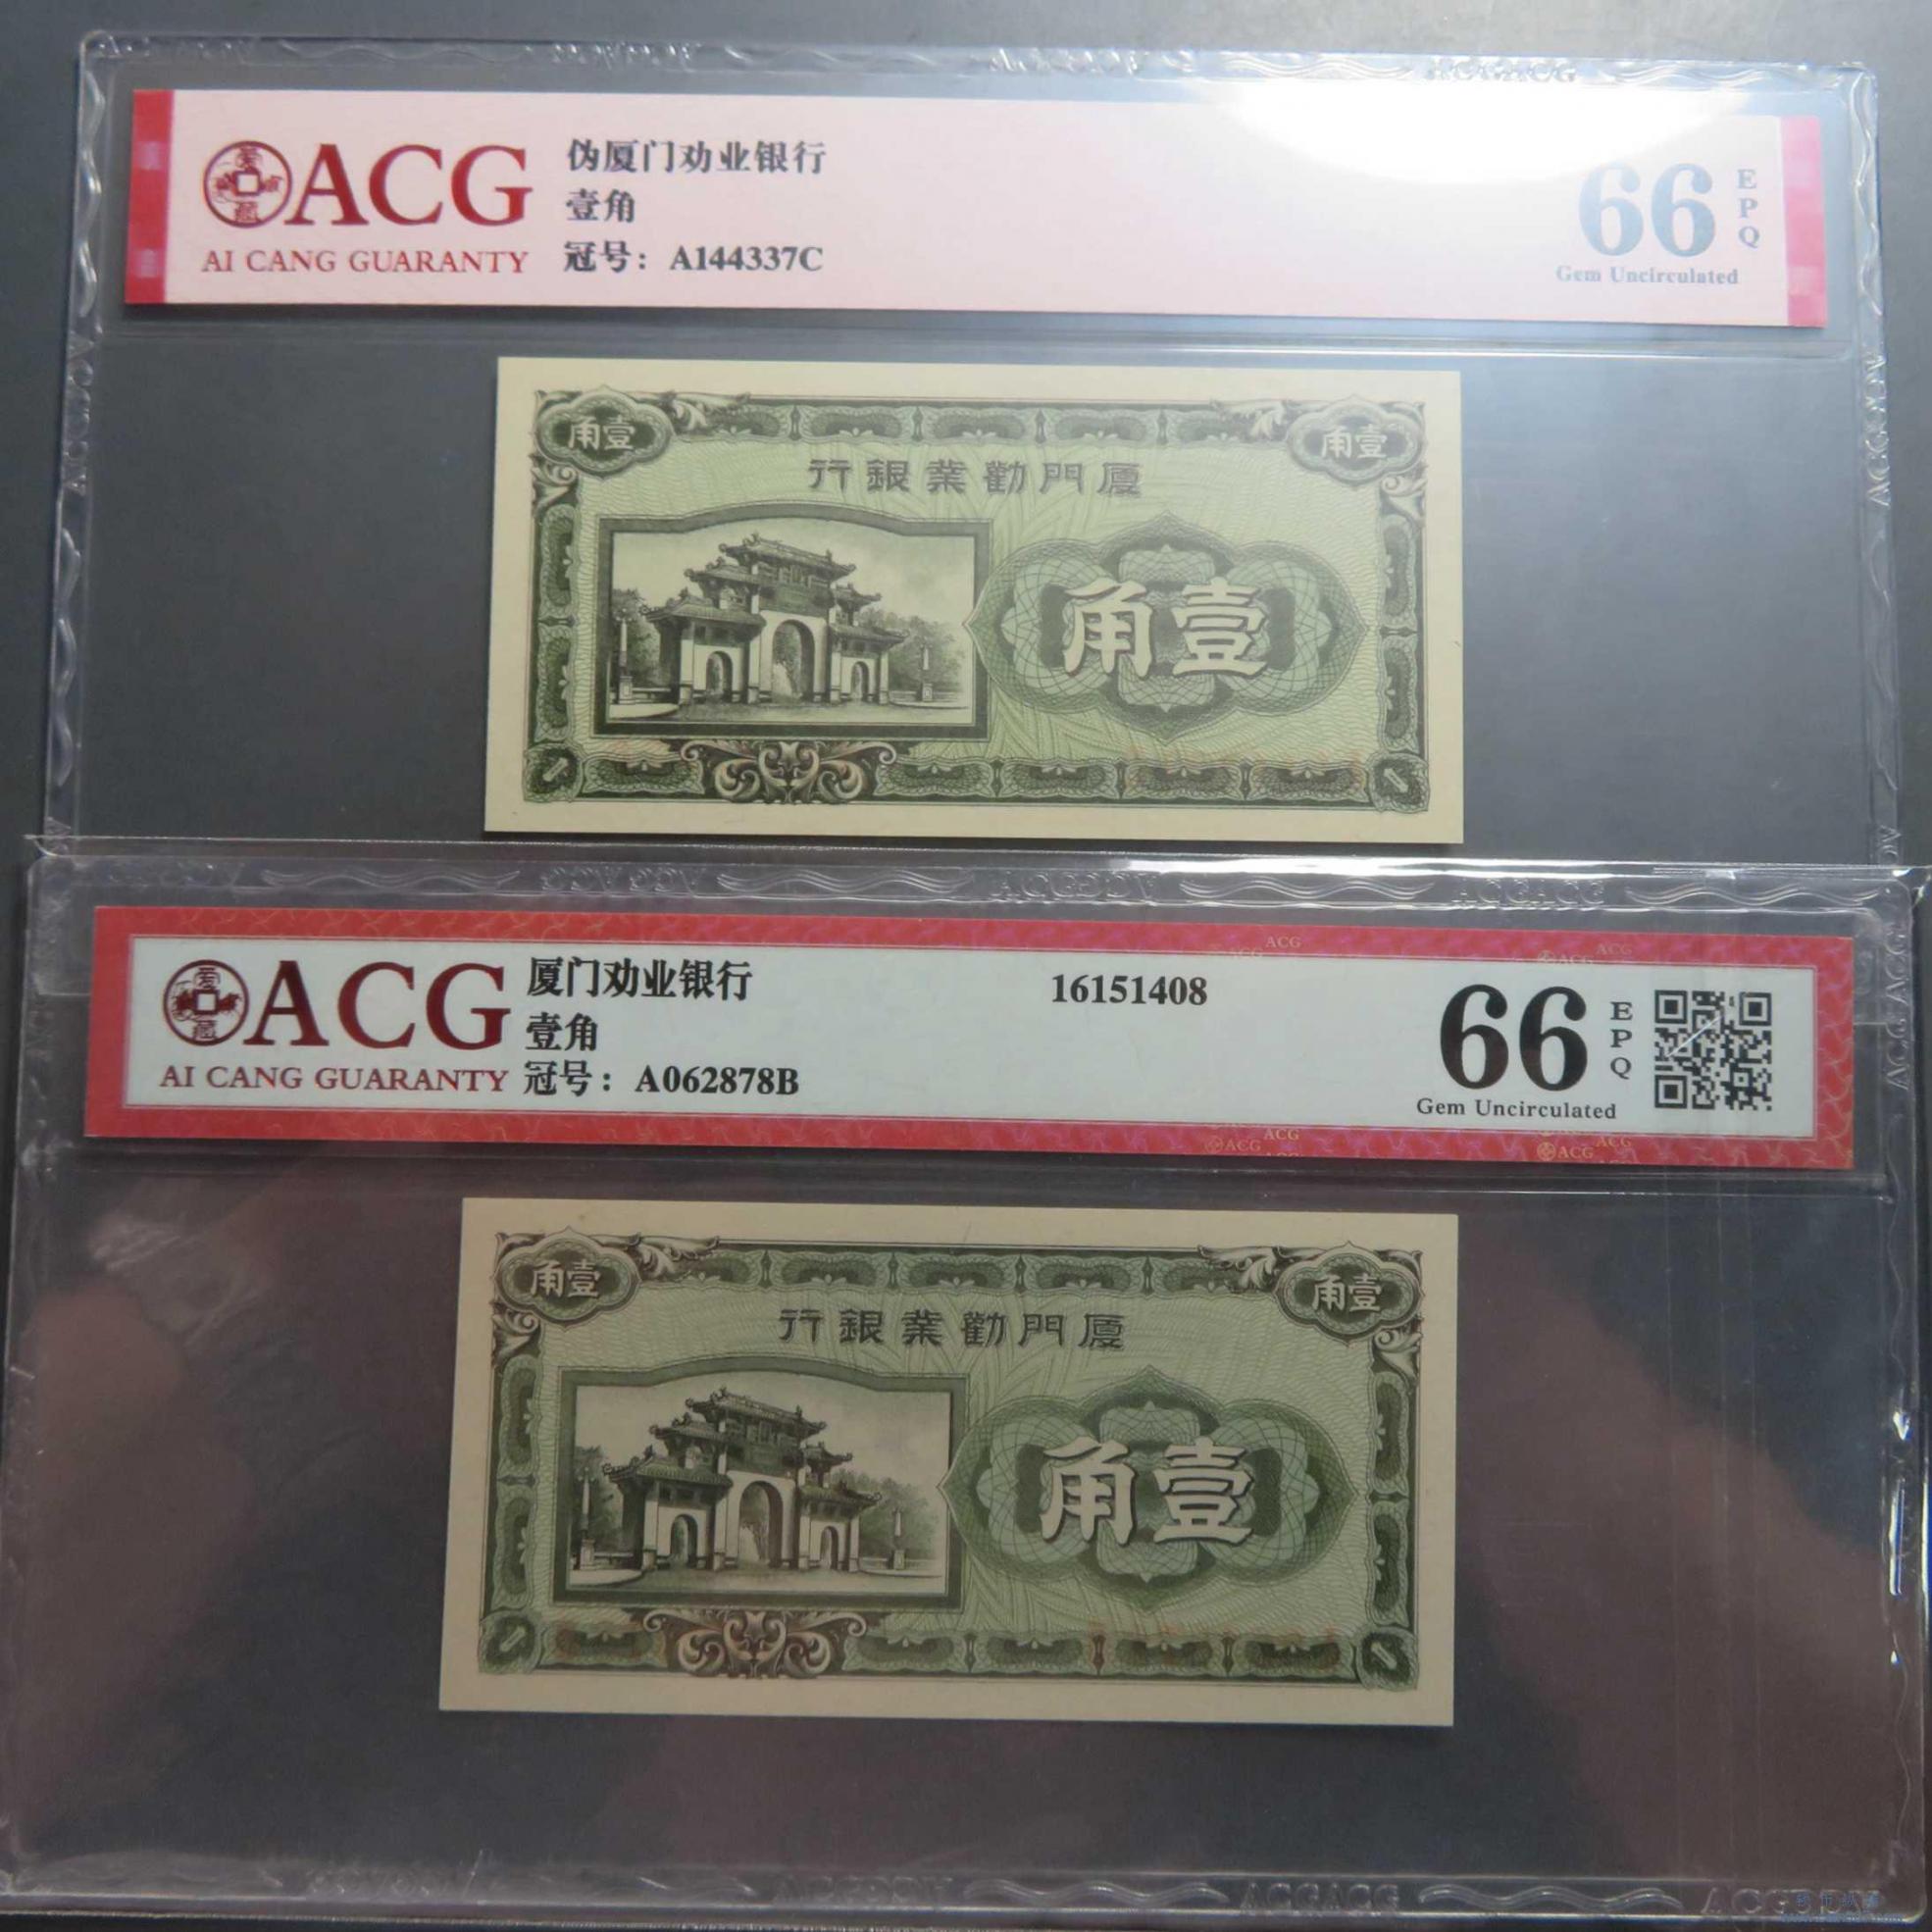 ACG
AI CANG GUARANTY
伪厦门劝业银行
壹角
冠号: A144337C
66
EPQ
Gem Uncirculated
角壹
角壹
行銀業勸門廈
角壹
ACG
AI CANG GUARANTY
厦门劝业银行
壹角
冠号: A062878B
16151408
66
EPQ
Gem Uncirculated
角壹
角壹
行銀業勸門廈
角壹